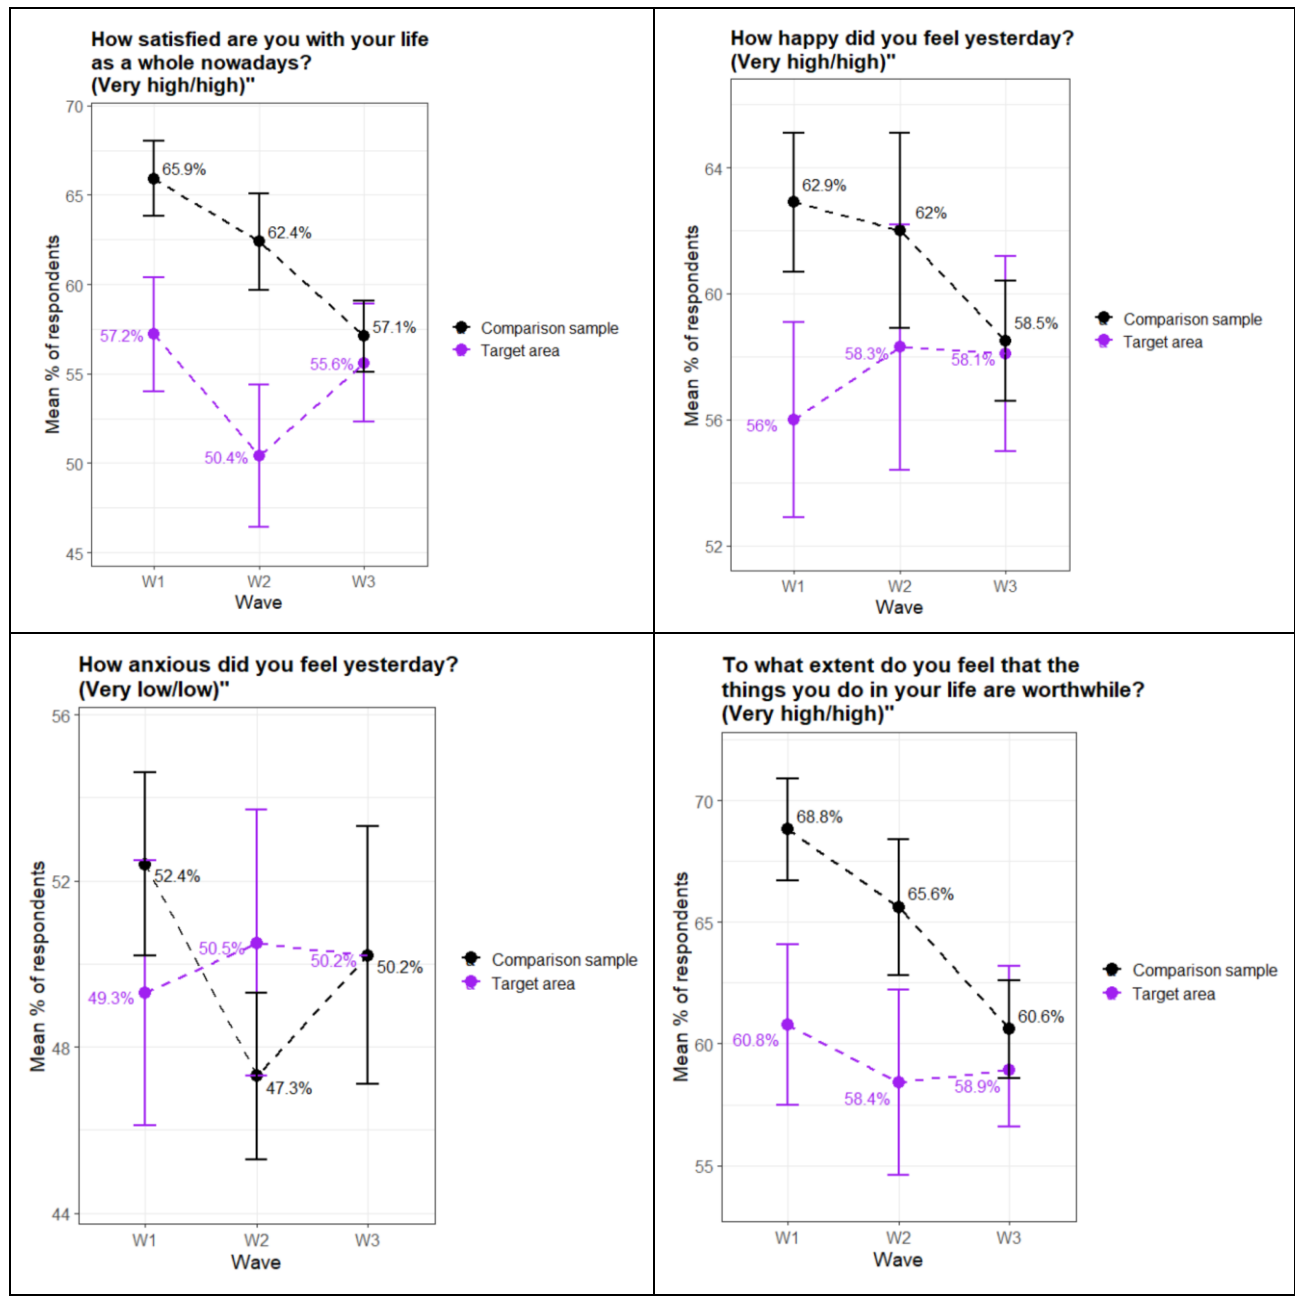 How satisfied are you with your life
as a whole nowadays?
(Very high/high)"
70
65
60
55
50
45
Mean % of respondents
65.9%
62.4%
57.1%
57.2%
50.4%
55.6%
W1 W2 W3
Wave
Comparison sample
Target area
How happy did you feel yesterday?
(Very high/high)"
64
60
56
52
Mean % of respondents
62.9%
62%
58.5%
56%
58.3%
58.1%
W1 W2 W3
Wave
Comparison sample
Target area
How anxious did you feel yesterday?
(Very low/low)"
56
52
48
44
Mean % of respondents
52.4%
47.3%
50.2%
49.3%
50.5%
50.2%
W1 W2 W3
Wave
Comparison sample
Target area
To what extent do you feel that the
things you do in your life are worthwhile?
(Very high/high)"
70
65
60
55
Mean % of respondents
68.8%
65.6%
60.6%
60.8%
58.4%
58.9%
W1 W2 W3
Wave
Comparison sample
Target area